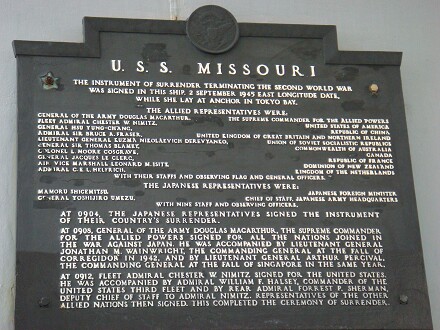 U.S.S. MISSOURI
THE INSTRUMENT OF SURRENDER TERMINATING THE SECOND WORLD WAR
WAS SIGNED IN THIS SHIP, 2 SEPTEMBER 1945 EAST LONGITUDE DATE,
WHILE SHE LAY AT ANCHOR IN TOKYO BAY.
THE ALLIED REPRESENTATIVES WERE:
GENERAL OF THE ARMY DOUGLAS MACARTHUR, THE SUPREME COMMANDER FOR THE ALLIED POWERS
FLEET ADMIRAL CHESTER W. NIMITZ, UNITED STATES OF AMERICA
GENERAL HSU YUNG-CHANG, REPUBLIC OF CHINA
ADMIRAL SIR BRUCE A. FRASER, UNITED KINGDOM OF GREAT BRITAIN AND NORTHERN IRELAND
LIEUTENANT GENERAL KUZMA NIKOLAEVICH DEREVYANKO, UNION OF SOVIET SOCIALISTIC REPUBLICS
GENERAL SIR THOMAS BLAMEY, COMMONWEALTH OF AUSTRALIA
COLONEL L. MOORE COSGRAVE, CANADA
GENERAL JACQUES LE CLERC, REPUBLIC OF FRANCE
AIR VICE MARSHAL LEONARD M. ISITT, DOMINION OF NEW ZEALAND
ADMIRAL C.E.L. HELFRICH, KINGDOM OF THE NETHERLANDS
WITH THEIR STAFFS AND OBSERVING FLAG AND GENERAL OFFICERS.
THE JAPANESE REPRESENTATIVES WERE:
MAMORU SHIGEMITSU, JAPANESE FOREIGN MINISTER
GENERAL YOSHIJIRO UMEZU, CHIEF OF STAFF, JAPANESE ARMY HEADQUARTERS
WITH NINE STAFF AND OBSERVING OFFICERS.
AT 0904, THE JAPANESE REPRESENTATIVES SIGNED THE INSTRUMENT
OF THEIR COUNTRY'S SURRENDER.
AT 0908, GENERAL OF THE ARMY DOUGLAS MACARTHUR, THE SUPREME COMMANDER
FOR THE ALLIED POWERS SIGNED FOR ALL THE NATIONS JOINED IN
THE WAR AGAINST JAPAN. HE WAS ACCOMPANIED BY LIEUTENANT GENERAL
JONATHAN M. WAINWRIGHT, THE COMMANDING GENERAL AT THE FALL OF
CORREGIDOR IN 1942, AND BY LIEUTENANT GENERAL ARTHUR PERCIVAL,
THE COMMANDING GENERAL AT THE FALL OF SINGAPORE IN THE SAME YEAR.
AT 0912, FLEET ADMIRAL CHESTER W. NIMITZ SIGNED FOR THE UNITED STATES.
HE WAS ACCOMPANIED BY ADMIRAL WILLIAM F. HALSEY, COMMANDER OF THE
UNITED STATES THIRD FLEET AND BY REAR ADMIRAL FORREST P. SHERMAN,
DEPUTY CHIEF OF STAFF TO ADMIRAL NIMITZ. REPRESENTATIVES OF THE OTHER
ALLIED NATIONS THEN SIGNED. THIS COMPLETED THE CEREMONY OF SURRENDER.